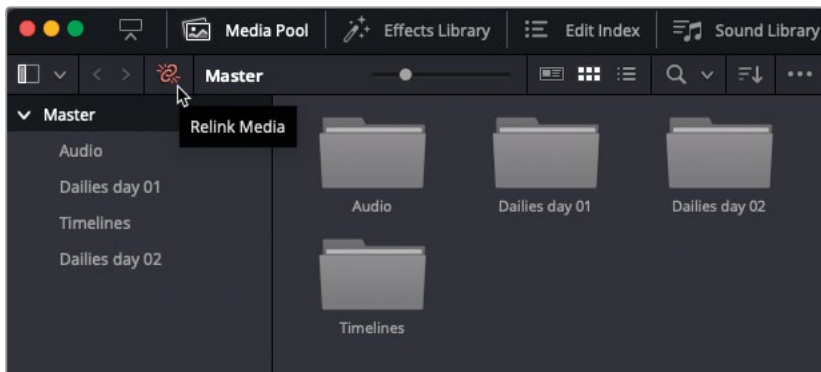 Media Pool Effects Library Edit Index Sound Library
Master
Relink Media
Master
Audio
Dailies day 01
Timelines
Dailies day 02
Audio Dailies day 01 Dailies day 02
Timelines